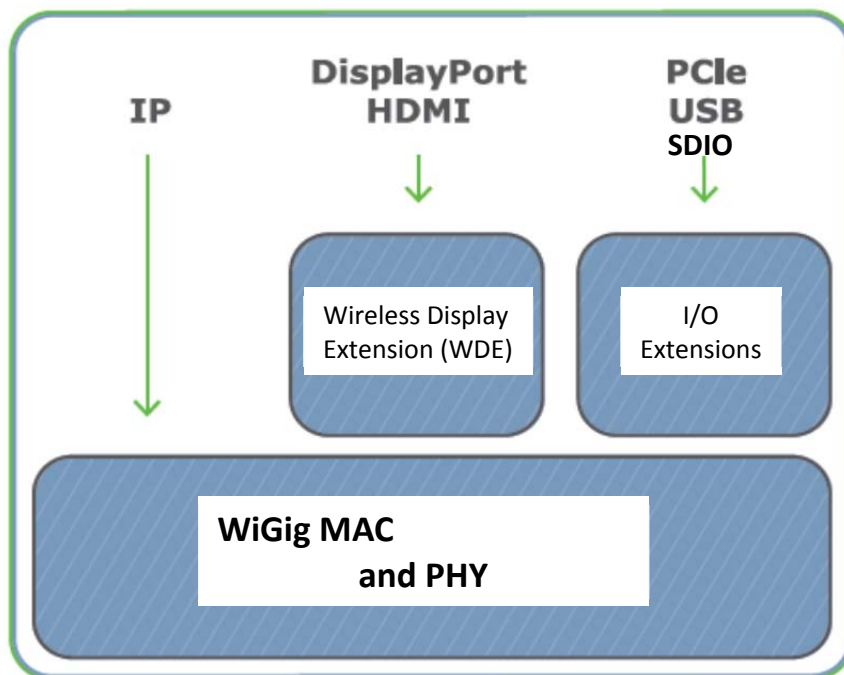 IP
DisplayPort
HDMI
PCIe
USB
SDIO
Wireless Display
Extension (WDE)
I/O
Extensions
WiGig MAC
and PHY